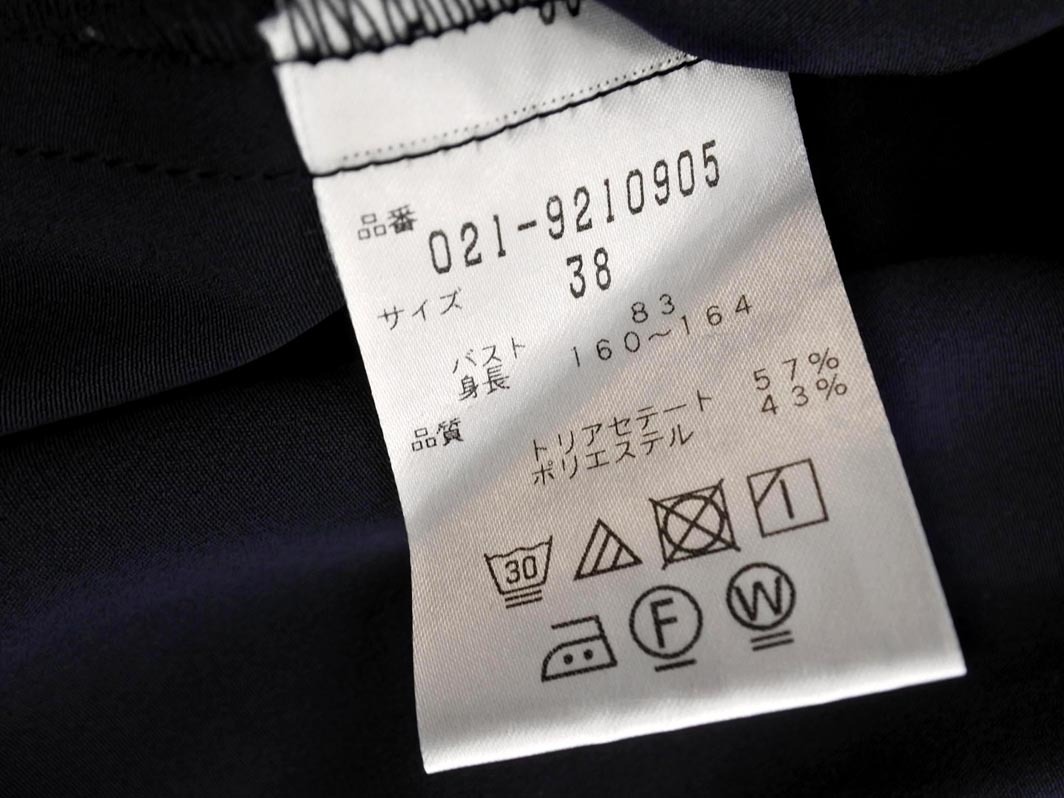 品番 021-9210905
サイズ 38
バスト 83
身長 160～164
品質 トリアセテート 57%
ポリエステル 43%
30
F W